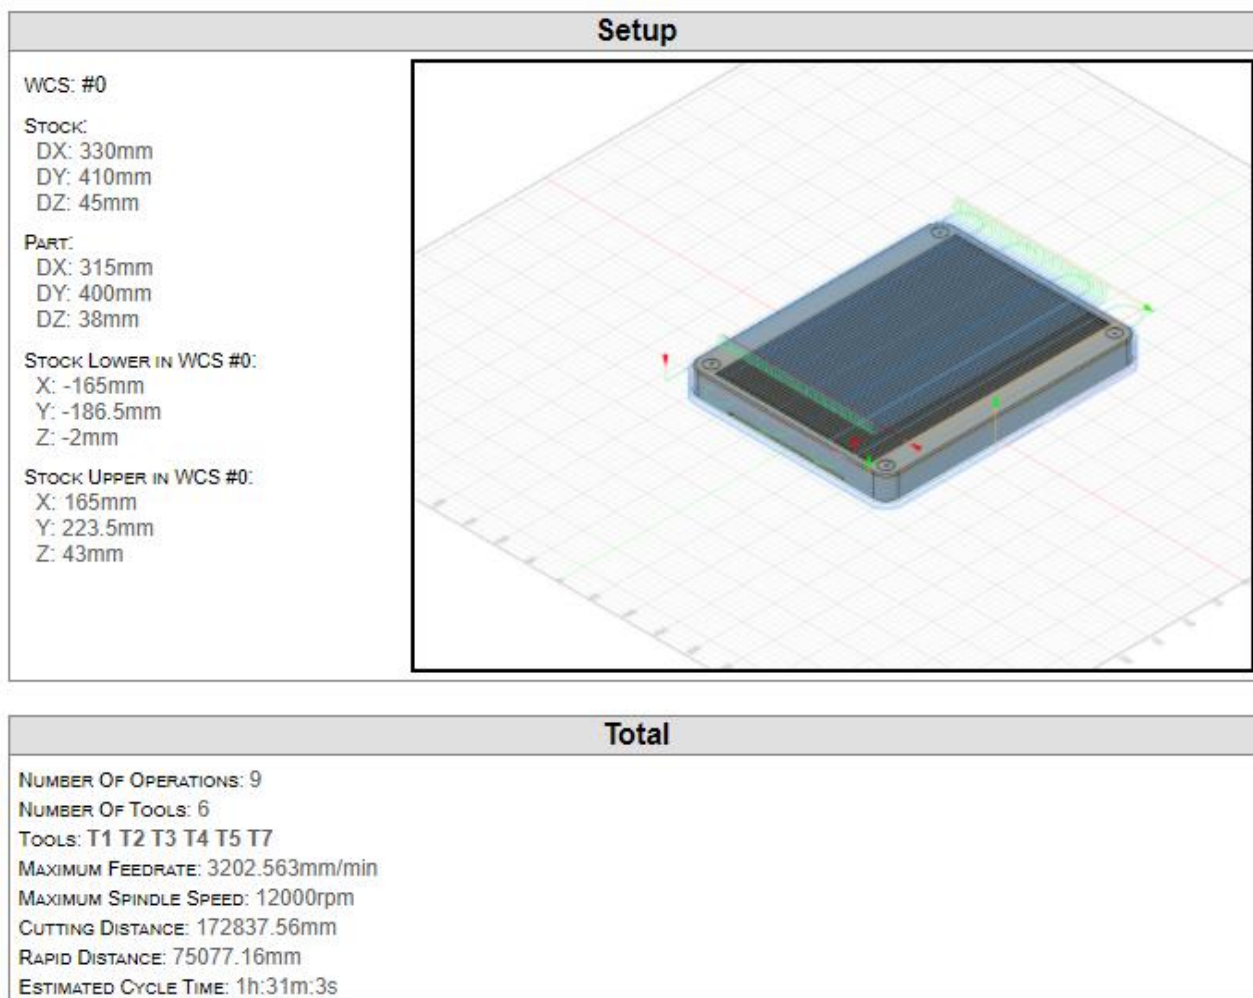 Setup
WCS: #0
STOCK:
DX: 330mm
DY: 410mm
DZ: 45mm
PART:
DX: 315mm
DY: 400mm
DZ: 38mm
STOCK LOWER IN WCS #0:
X: -165mm
Y: -186.5mm
Z: -2mm
STOCK UPPER IN WCS #0:
X: 165mm
Y: 223.5mm
Z: 43mm
Total
NUMBER OF OPERATIONS: 9
NUMBER OF TOOLS: 6
TOOLS: T1 T2 T3 T4 T5 T7
MAXIMUM FEEDRATE: 3202.563mm/min
MAXIMUM SPINDLE SPEED: 12000rpm
CUTTING DISTANCE: 172837.56mm
RAPID DISTANCE: 75077.16mm
ESTIMATED CYCLE TIME: 1h:31m:3s